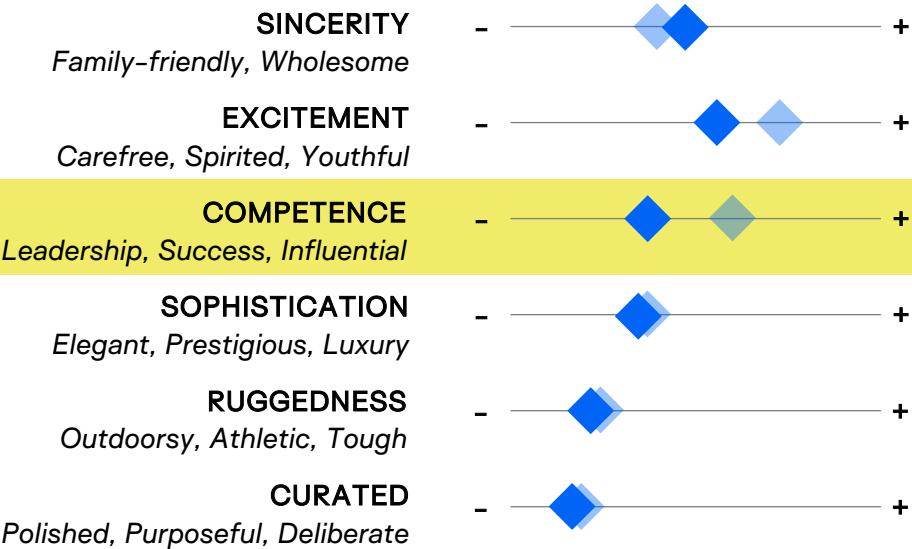 SINCERITY - +
Family-friendly, Wholesome
EXCITEMENT - +
Carefree, Spirited, Youthful
COMPETENCE - +
Leadership, Success, Influential
SOPHISTICATION - +
Elegant, Prestigious, Luxury
RUGGEDNESS - +
Outdoorsy, Athletic, Tough
CURATED - +
Polished, Purposeful, Deliberate